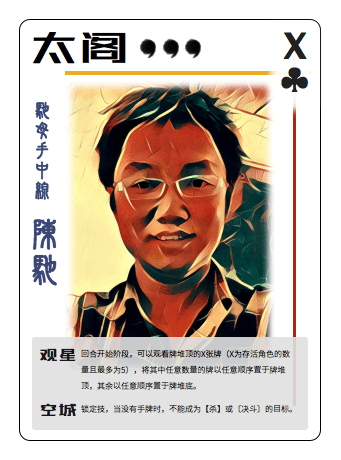 太阁
X
手中線
陳馳
观星 回合开始阶段，可以观看牌堆顶的X张牌（X为存活角色的数
量且最多为5），将其中任意数量的牌以任意顺序置于牌堆
顶，其余以任意顺序置于牌堆底。
空城 锁定技，当没有手牌时，不能成为【杀】或〔决斗〕的目标。